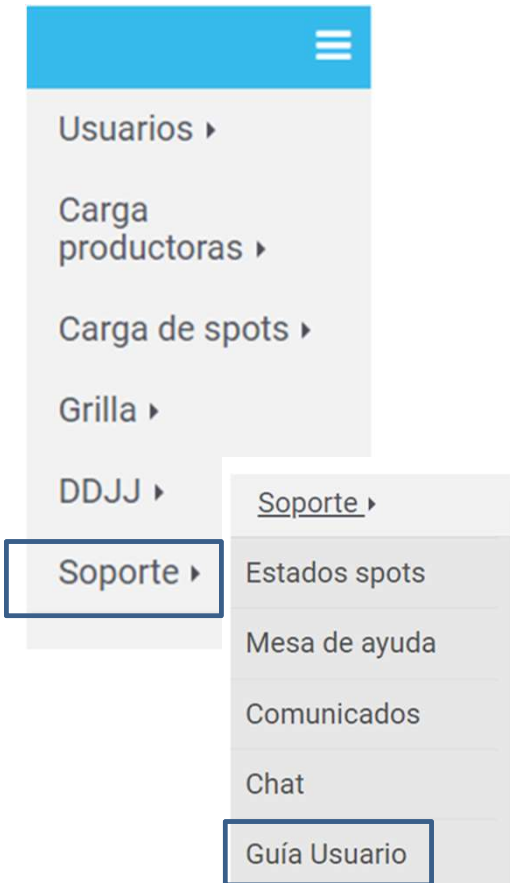 Usuarios
Carga
productoras
Carga de spots
Grilla
DDJJ
Soporte
Soporte
Estados spots
Mesa de ayuda
Comunicados
Chat
Guía Usuario